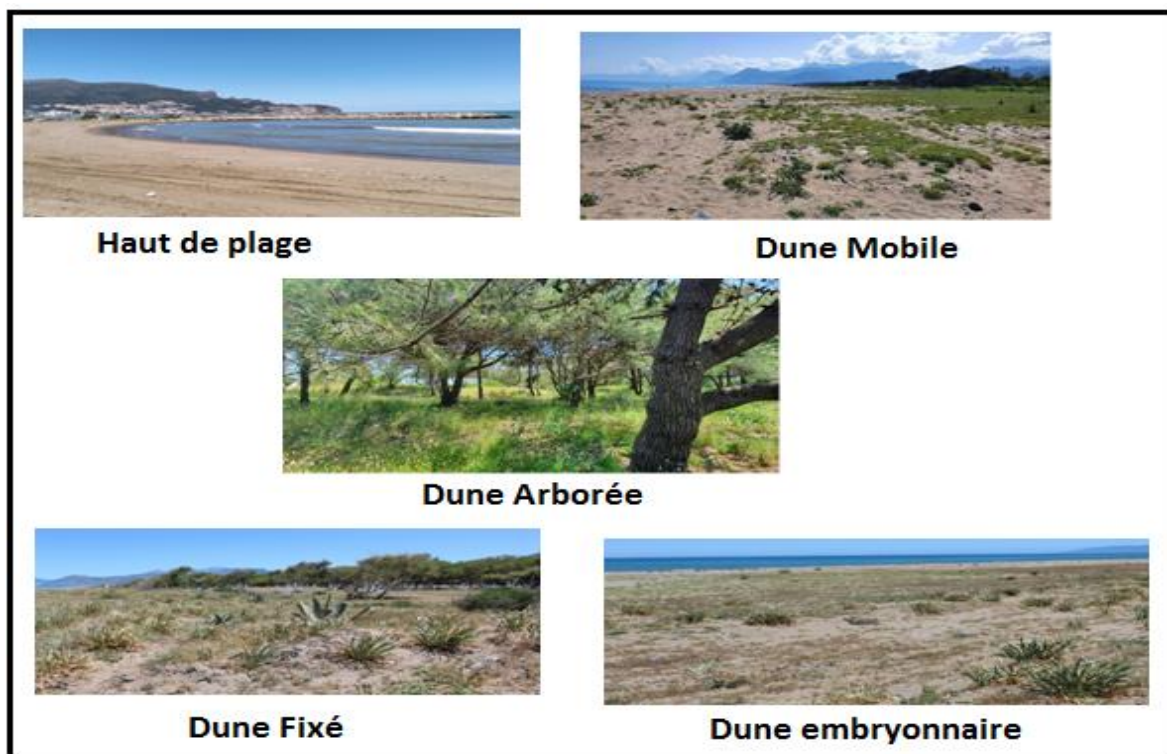 Haut de plage
Dune Mobile
Dune Arborée
Dune Fixé
Dune embryonnaire